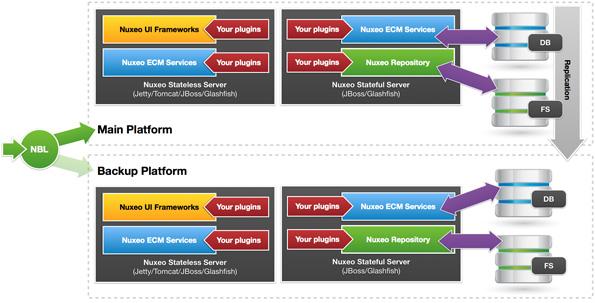 Nuxeo UI Frameworks
Your plugins
Your plugins
Nuxeo ECM Services
DB
Nuxeo ECM Services
Your plugins
Your plugins
Nuxeo Repository
Nuxeo Stateless Server
(Jetty/Tomcat/JBoss/Glashfish)
Nuxeo Stateful Server
(JBoss/Glashfish)
FS
Replication
Main Platform
NBL
Backup Platform
Nuxeo UI Frameworks
Your plugins
Your plugins
Nuxeo ECM Services
DB
Nuxeo ECM Services
Your plugins
Your plugins
Nuxeo Repository
FS
Nuxeo Stateless Server
(Jetty/Tomcat/JBoss/Glashfish)
Nuxeo Stateful Server
(JBoss/Glashfish)